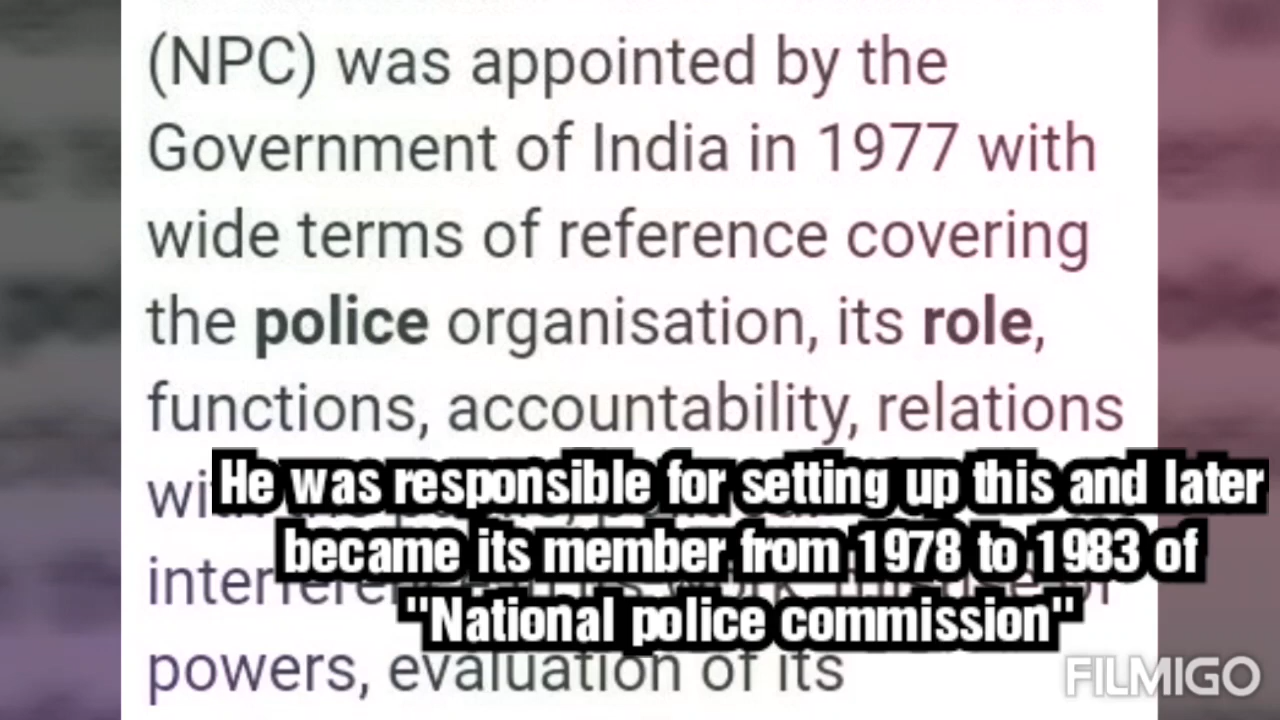 (NPC) was appointed by the
Government of India in 1977 with
wide terms of reference covering
the police organisation, its role,
functions, accountability, relations
He was responsible for setting up this and later
became its member from 1978 to 1983 of
"National police commission"
powers, evaluation of its
FILMIGO